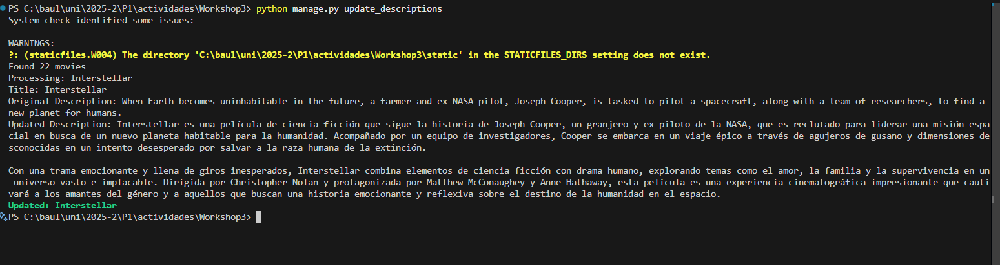 PS C:\baul\uni\2025-2\P1\actividades\Workshop3> python manage.py update_descriptions
System check identified some issues:
WARNINGS:
?: (staticfiles.W004) The directory 'C:\baul\uni\2025-2\P1\actividades\Workshop3\static' in the STATICFILES_DIRS setting does not exist.
Found 22 movies
Processing: Interstellar
Title: Interstellar
Original Description: When Earth becomes uninhabitable in the future, a farmer and ex-NASA pilot, Joseph Cooper, is tasked to pilot a spacecraft, along with a team of researchers, to find a
new planet for humans.
Updated Description: Interstellar es una película de ciencia ficción que sigue la historia de Joseph Cooper, un granjero y ex piloto de la NASA, que es reclutado para liderar una misión espa
cial en busca de un nuevo planeta habitable para la humanidad. Acompañado por un equipo de investigadores, Cooper se embarca en un viaje épico a través de agujeros de gusano y dimensiones de
sconocidas en un intento desesperado por salvar a la raza humana de la extinción.
Con una trama emocionante y llena de giros inesperados, Interstellar combina elementos de ciencia ficción con drama humano, explorando temas como el amor, la familia y la supervivencia en un
 universo vasto e implacable. Dirigida por Christopher Nolan y protagonizada por Matthew McConaughey y Anne Hathaway, esta película es una experiencia cinematográfica impresionante que cauti
vará a los amantes del género y a aquellos que buscan una historia emocionante y reflexiva sobre el destino de la humanidad en el espacio.
Updated: Interstellar
PS C:\baul\uni\2025-2\P1\actividades\Workshop3>